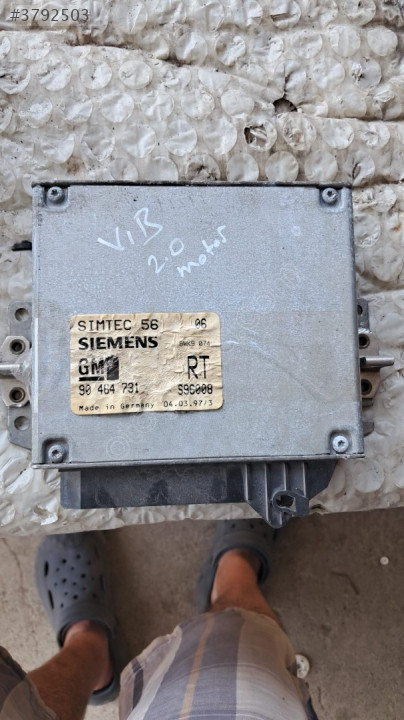 #3792503
VİB
2.0
motor
SIMTEC 56 06
SIEMENS
GM RT
90 464 731 S96008
Made in Germany 04.03.97/3